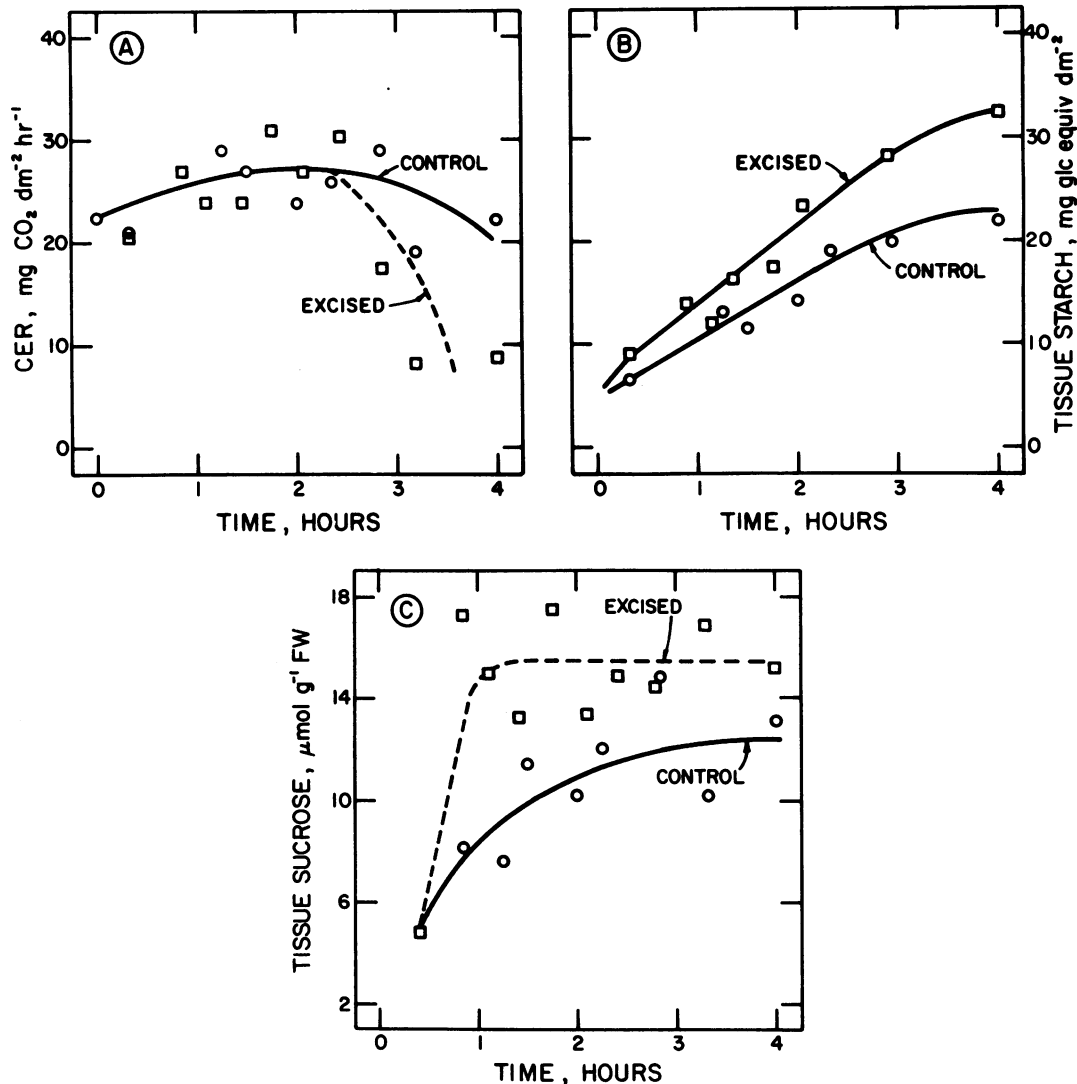 A
CER, mg CO₂ dm⁻² hr⁻¹
40
30
20
10
0
CONTROL
EXCISED
0 1 2 3 4
TIME, HOURS
B
EXCISED
CONTROL
40
30
20
10
0
TISSUE STARCH, mg glc equiv dm⁻²
0 1 2 3 4
TIME, HOURS
C
TISSUE SUCROSE, μmol g⁻¹ FW
18
14
10
6
2
EXCISED
CONTROL
0 1 2 3 4
TIME, HOURS